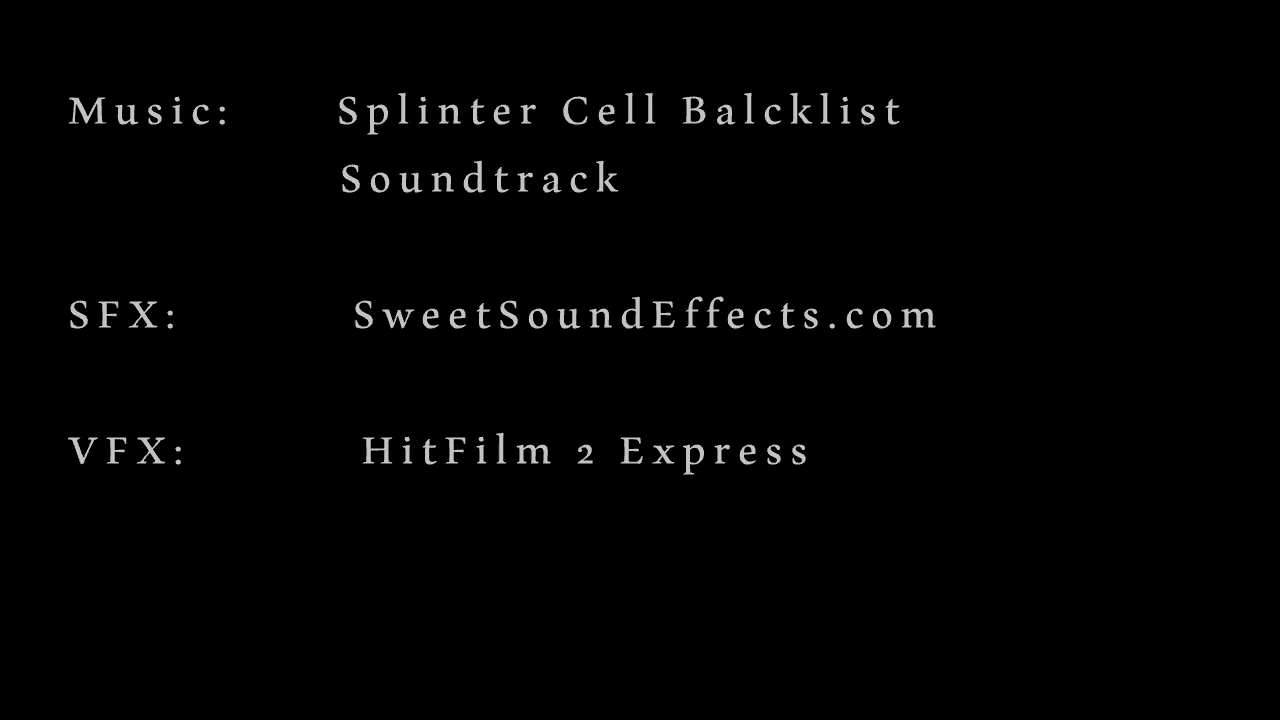 Music: Splinter Cell Balcklist
Soundtrack
SFX: SweetSoundEffects.com
VFX: HitFilm 2 Express